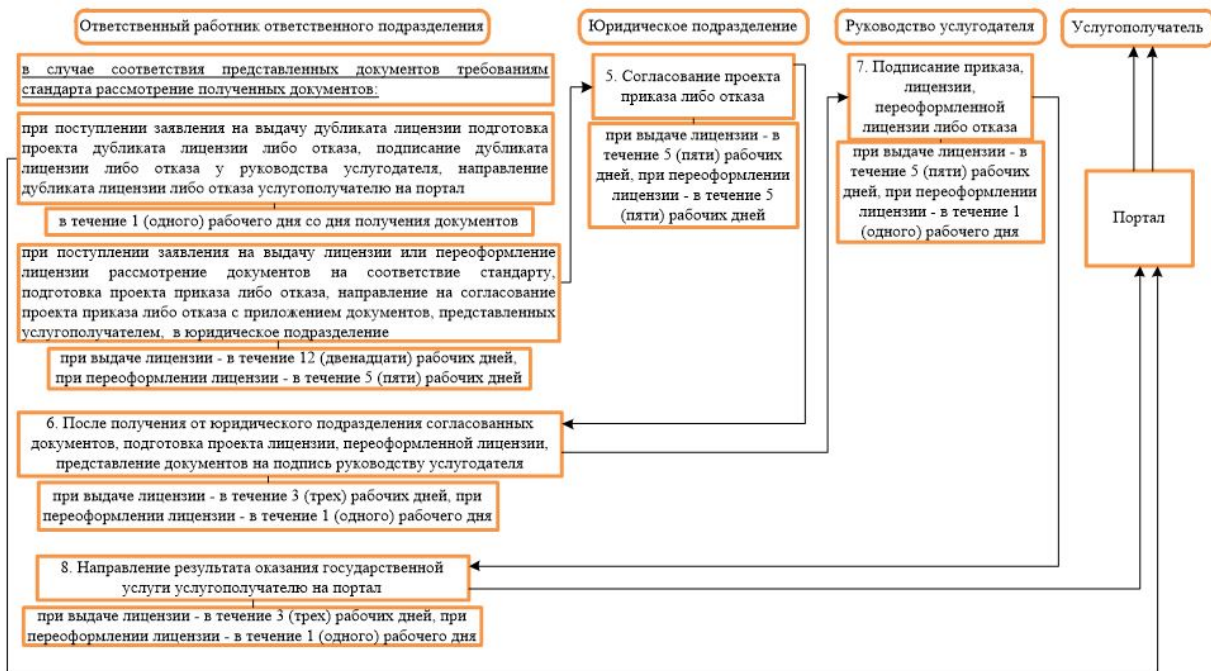 Ответственный работник ответственного подразделения
Юридическое подразделение
Руководство услугодателя
Услугополучатель
в случае соответствия представленных документов требованиям
стандарта рассмотрение полученных документов:
при поступлении заявления на выдачу дубликата лицензии подготовка
проекта дубликата лицензии либо отказа, подписание дубликата
лицензии либо отказа у руководства услугодателя, направление
дубликата лицензии либо отказа услугополучателю на портал
в течение 1 (одного) рабочего дня со дня получения документов
при поступлении заявления на выдачу лицензии или переоформление
лицензии рассмотрение документов на соответствие стандарту,
подготовка проекта приказа либо отказа, направление на согласование
проекта приказа либо отказа с приложением документов, представленных
услугополучателем, в юридическое подразделение
при выдаче лицензии - в течение 12 (двенадцати) рабочих дней,
при переоформлении лицензии - в течение 5 (пяти) рабочих дней
5. Согласование проекта
приказа либо отказа
при выдаче лицензии - в
течение 5 (пяти) рабочих
дней, при переоформлении
лицензии - в течение 5
(пяти) рабочих дней
7. Подписание приказа,
лицензии,
переоформленной
лицензии либо отказа
при выдаче лицензии - в
течение 5 (пяти) рабочих
дней, при переоформлении
лицензии - в течение 1
(одного) рабочего дня
Портал
6. После получения от юридического подразделения согласованных
документов, подготовка проекта лицензии, переоформленной лицензии,
представление документов на подпись руководству услугодателя
при выдаче лицензии - в течение 3 (трех) рабочих дней, при
переоформлении лицензии - в течение 1 (одного) рабочего дня
8. Направление результата оказания государственной
услуги услугополучателю на портал
при выдаче лицензии - в течение 3 (трех) рабочих дней, при
переоформлении лицензии - в течение 1 (одного) рабочего дня